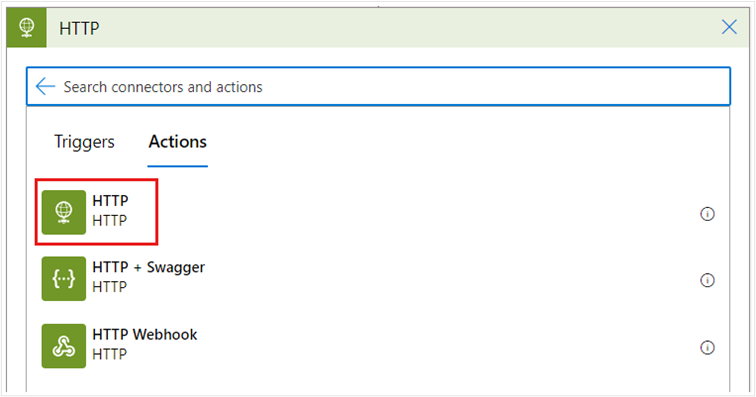 HTTP
Search connectors and actions
Triggers Actions
HTTP
HTTP
HTTP + Swagger
HTTP
HTTP Webhook
HTTP